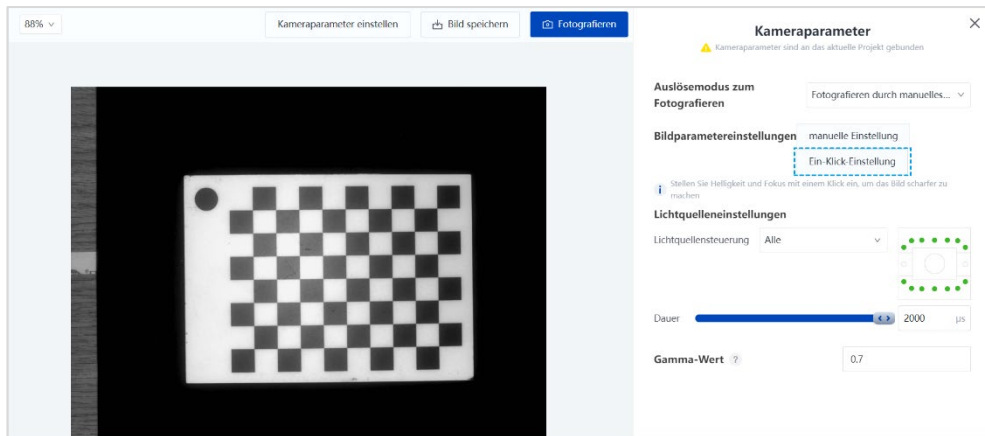 88%
Kameraparameter einstellen
Bild speichern
Fotografieren
Kameraparameter
Kameraparameter sind an das aktuelle Projekt gebunden
Auslösemodus zum
Fotografieren
Fotografieren durch manuelles...
Bildparametereinstellungen
manuelle Einstellung
Ein-Klick-Einstellung
Stellen Sie Helligkeit und Fokus mit einem Klick ein, um das Bild scharfer zu
machen
Lichtquelleneinstellungen
Lichtquellensteuerung
Alle
Dauer
2000
μs
Gamma-Wert ?
0.7